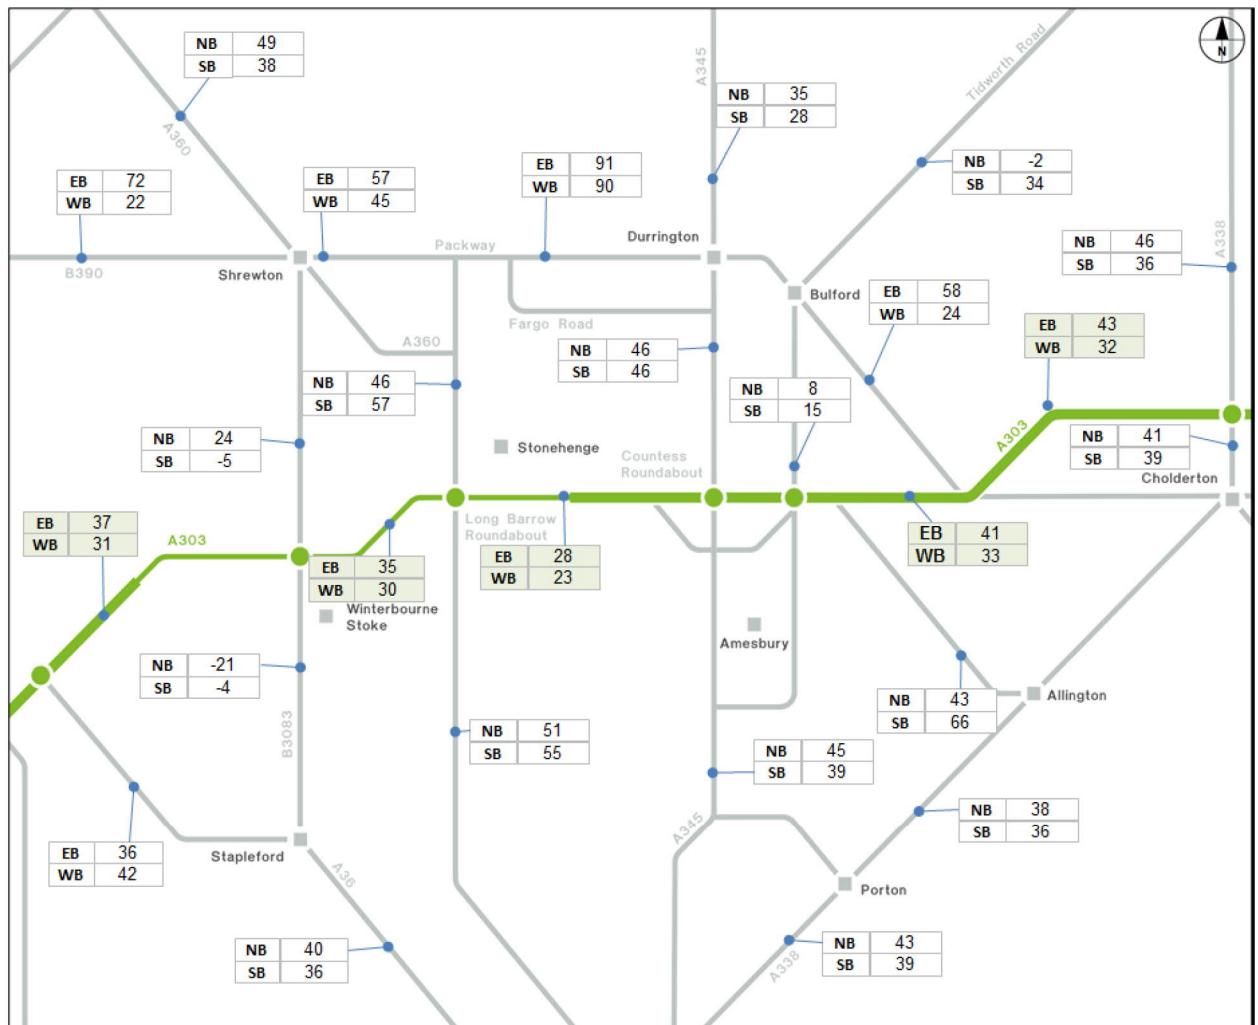 NB 49
SB 38
A345
Tidworth Road
N
A360
NB 35
SB 28
EB 91
WB 90
NB -2
SB 34
EB 72
WB 22
EB 57
WB 45
Durrington
Packway
A338
NB 46
SB 36
B390
Shrewton
Bulford
EB 58
WB 24
Fargo Road
A360
EB 43
WB 32
NB 46
SB 46
NB 46
SB 57
NB 8
SB 15
NB 24
SB -5
Stonehenge
Countess
Roundabout
A303
NB 41
SB 39
Cholderton
EB 37
WB 31
A303
Long Barrow
Roundabout
EB 28
WB 23
EB 41
WB 33
EB 35
WB 30
Winterbourne
Stoke
Amesbury
NB -21
SB -4
B3083
NB 43
SB 66
Allington
NB 51
SB 55
NB 45
SB 39
NB 38
SB 36
A345
EB 36
WB 42
Stapleford
A36
Porton
NB 40
SB 36
A338
NB 43
SB 39